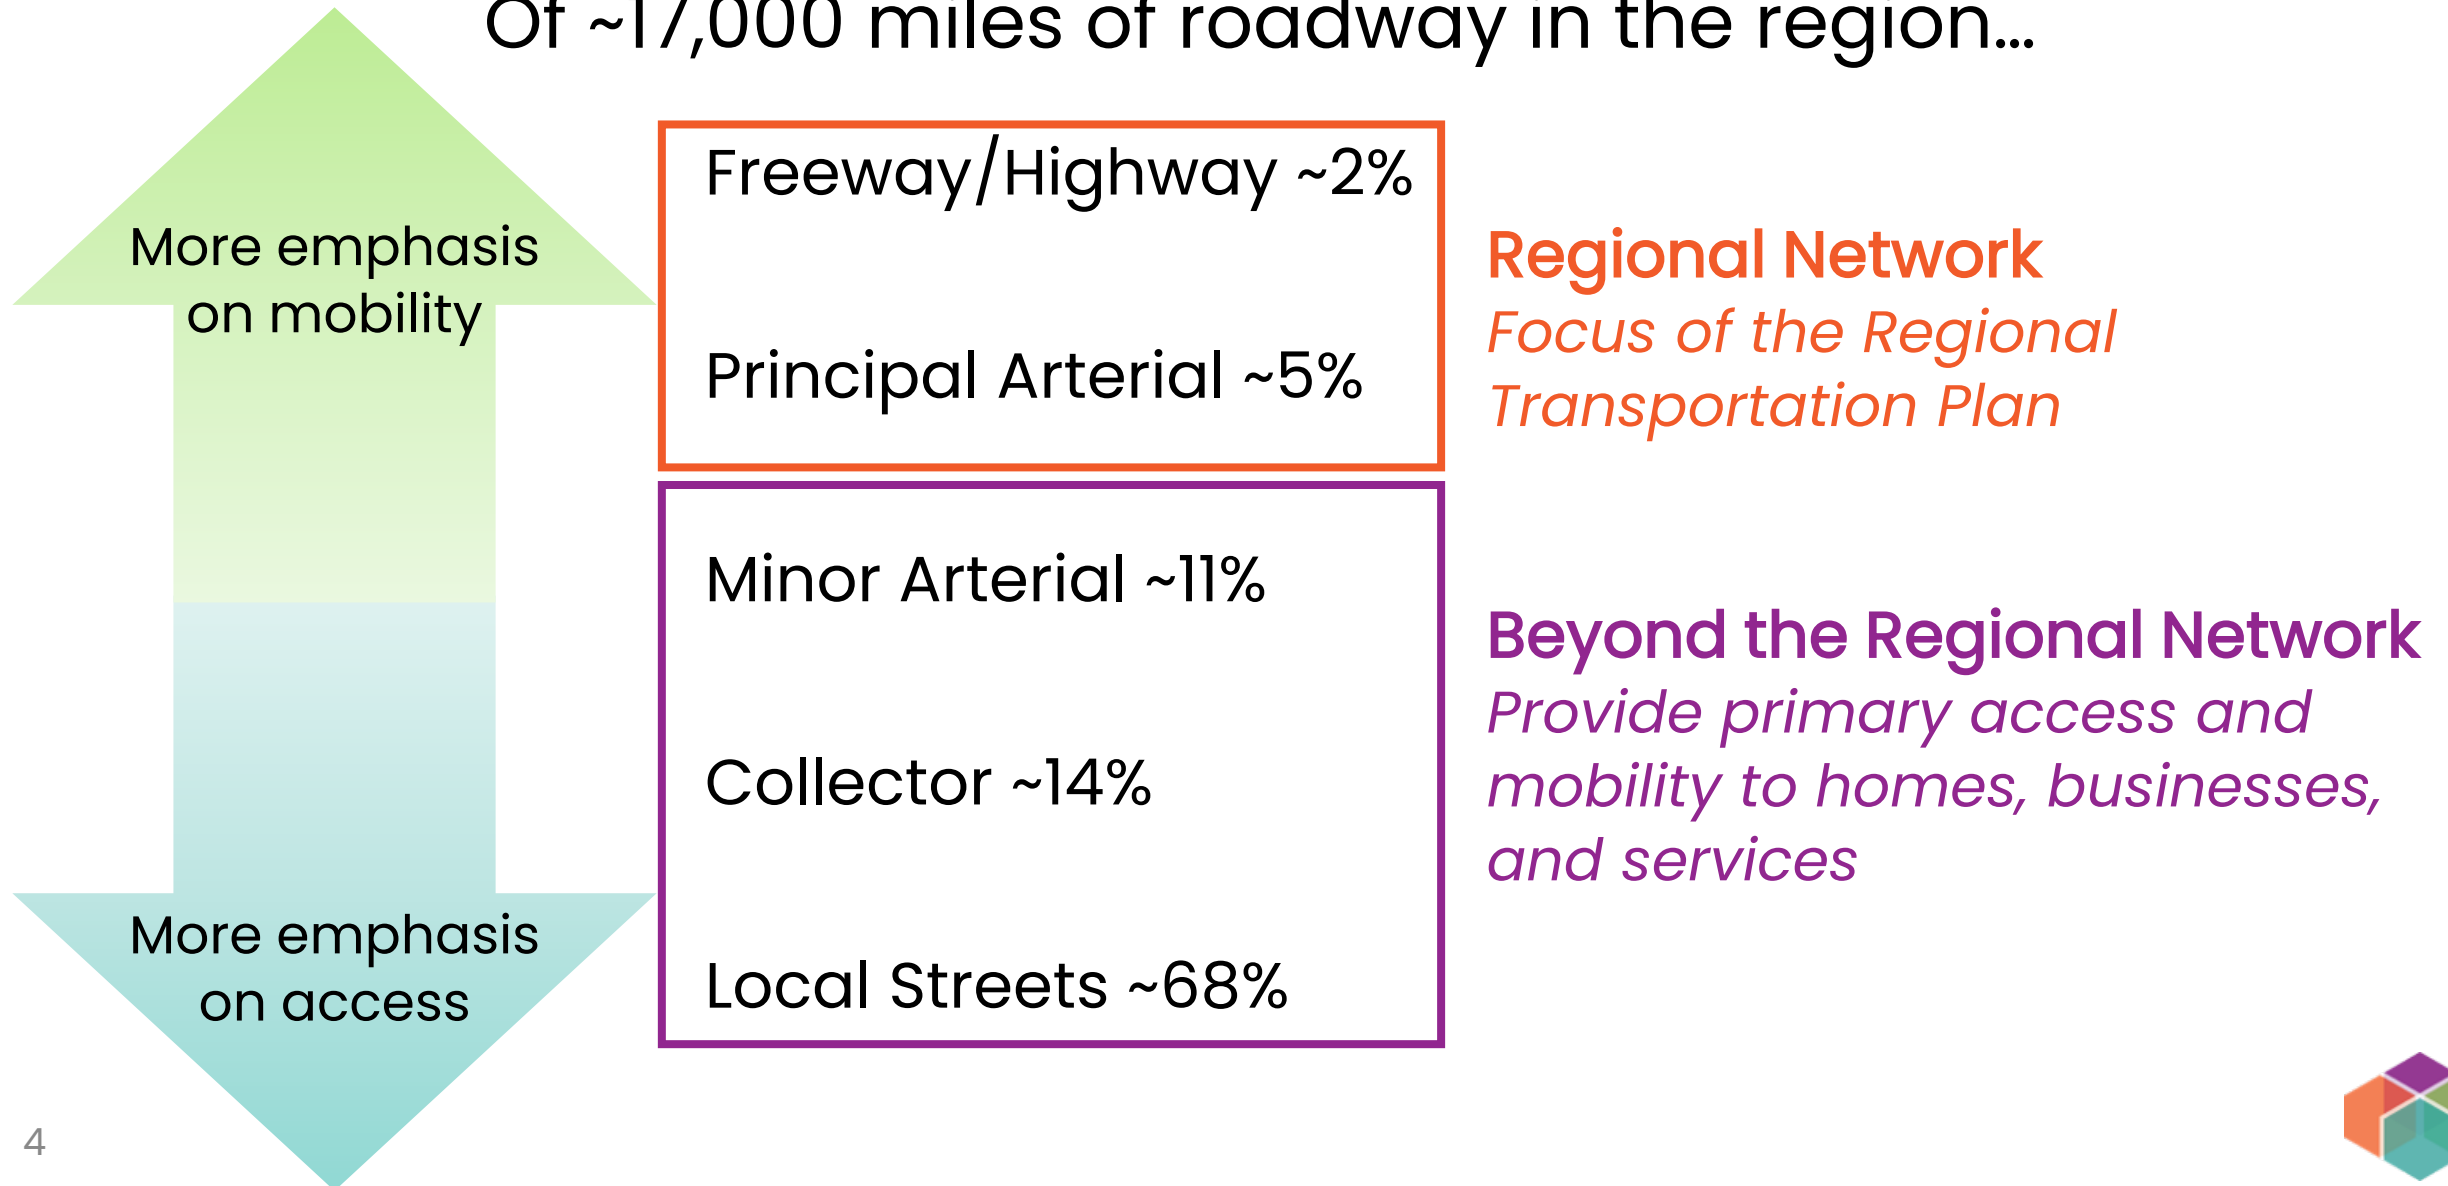 Of ~17,000 miles of roadway in the region…
More emphasis
on mobility
Freeway/Highway ~2%
Principal Arterial ~5%
Regional Network
Focus of the Regional
Transportation Plan
Minor Arterial ~11%
Collector ~14%
Local Streets ~68%
Beyond the Regional Network
Provide primary access and
mobility to homes, businesses,
and services
More emphasis
on access
4